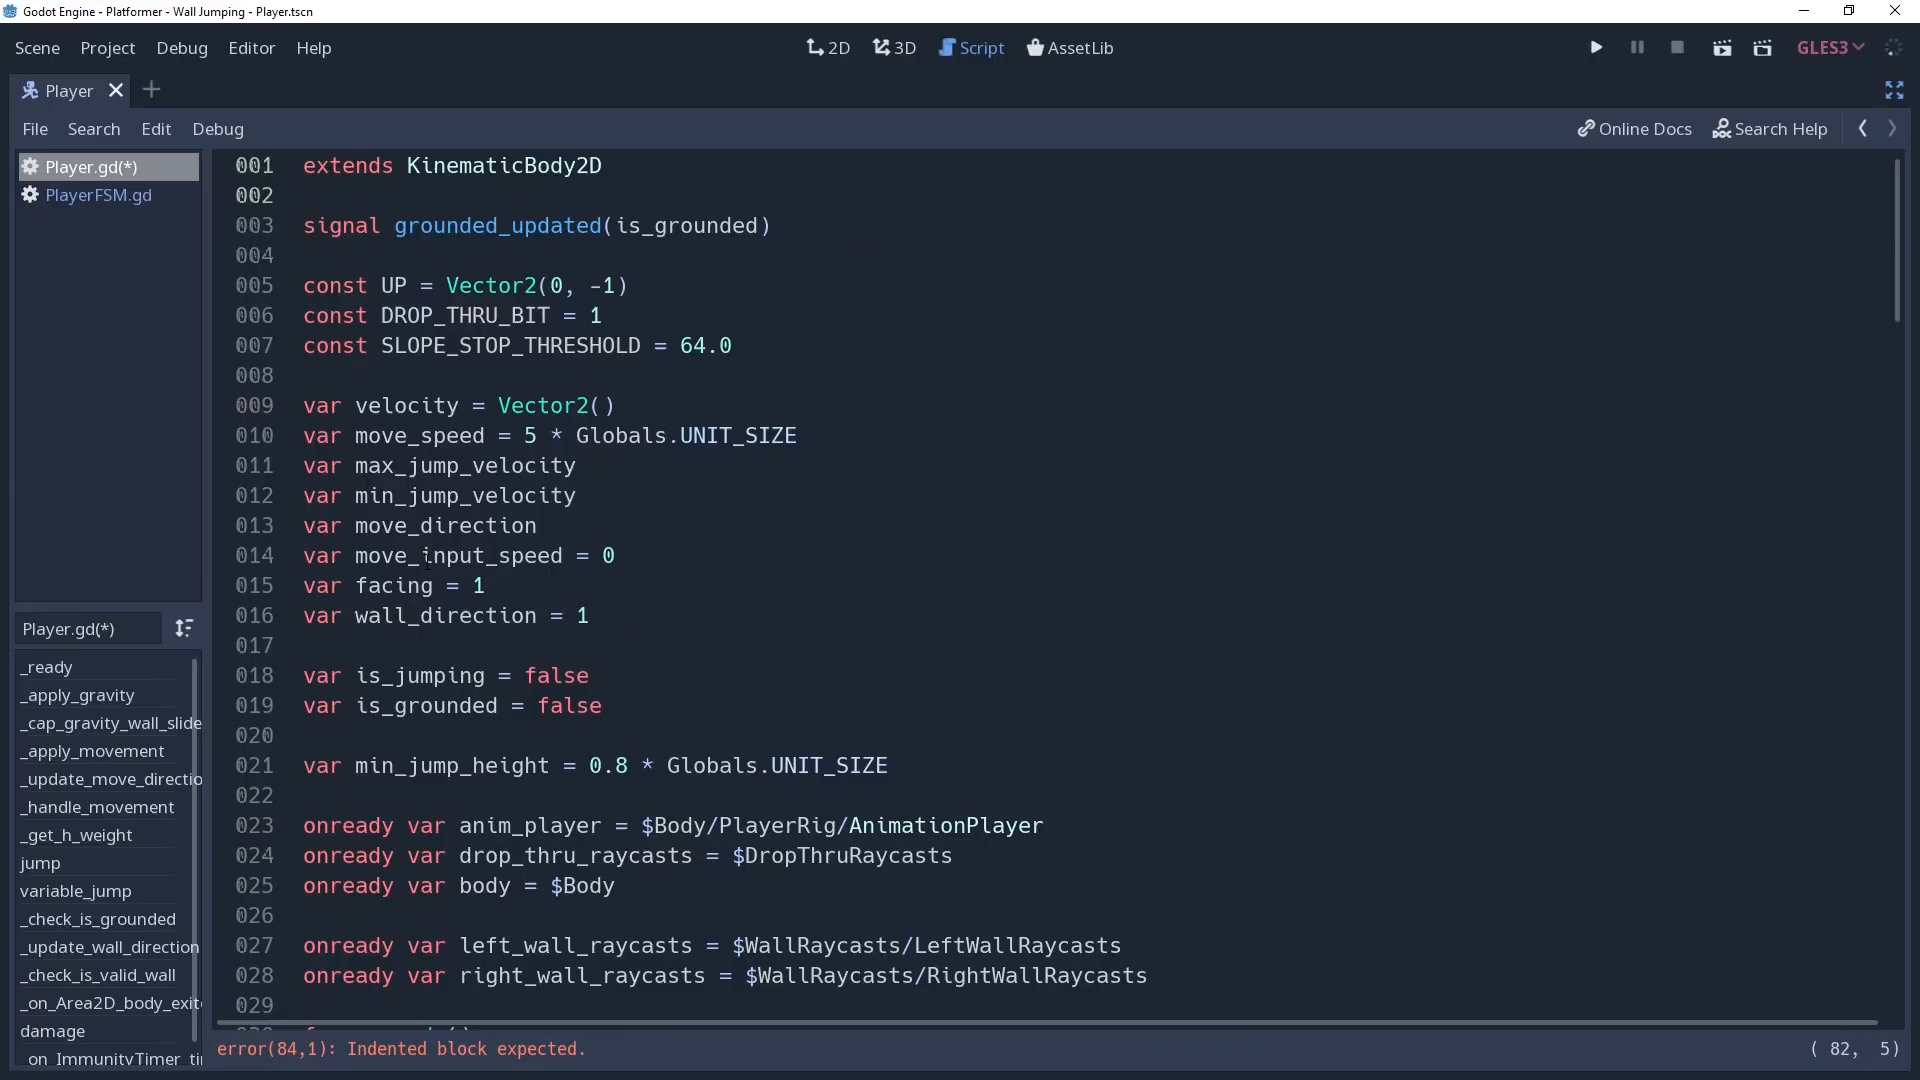 Godot Engine - Platformer - Wall Jumping - Player.tscn
Scene Project Debug Editor Help
2D 3D Script AssetLib
GLES3
Player
File Search Edit Debug
Online Docs Search Help
Player.gd(*)
PlayerFSM.gd
Player.gd(*)
_ready
_apply_gravity
_cap_gravity_wall_slide
_apply_movement
_update_move_directio
_handle_movement
_get_h_weight
jump
variable_jump
_check_is_grounded
_update_wall_direction
_check_is_valid_wall
_on_Area2D_body_exit
damage
_on_ImmunityTimer_ti
001 extends KinematicBody2D
002
003 signal grounded_updated(is_grounded)
004
005 const UP = Vector2(0, -1)
006 const DROP_THRU_BIT = 1
007 const SLOPE_STOP_THRESHOLD = 64.0
008
009 var velocity = Vector2()
010 var move_speed = 5 * Globals.UNIT_SIZE
011 var max_jump_velocity
012 var min_jump_velocity
013 var move_direction
014 var move_input_speed = 0
015 var facing = 1
016 var wall_direction = 1
017
018 var is_jumping = false
019 var is_grounded = false
020
021 var min_jump_height = 0.8 * Globals.UNIT_SIZE
022
023 onready var anim_player = $Body/PlayerRig/AnimationPlayer
024 onready var drop_thru_raycasts = $DropThruRaycasts
025 onready var body = $Body
026
027 onready var left_wall_raycasts = $WallRaycasts/LeftWallRaycasts
028 onready var right_wall_raycasts = $WallRaycasts/RightWallRaycasts
029
error(84,1): Indented block expected.
( 82, 5)